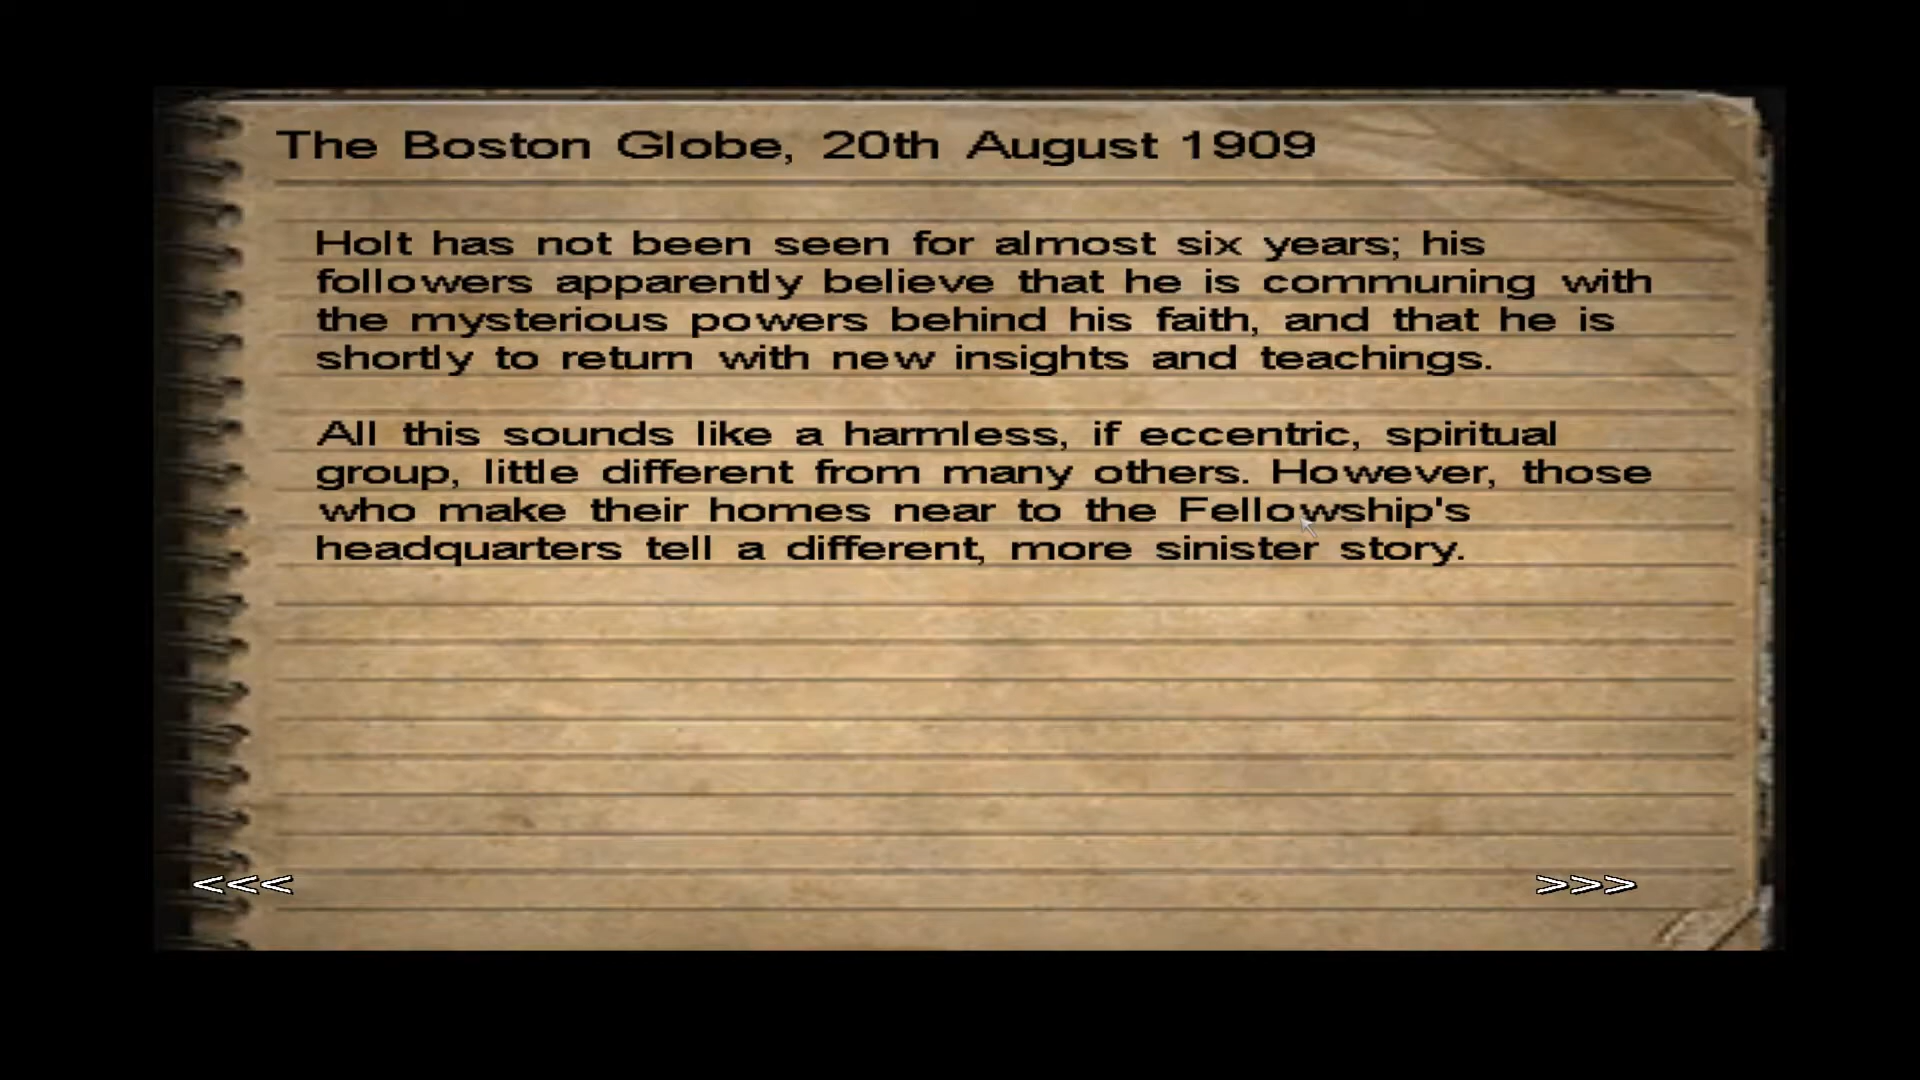 The Boston Globe, 20th August 1909
Holt has not been seen for almost six years; his
followers apparently believe that he is communing with
the mysterious powers behind his faith, and that he is
shortly to return with new insights and teachings.
All this sounds like a harmless, if eccentric, spiritual
group, little different from many others. However, those
who make their homes near to the Fellowship's
headquarters tell a different, more sinister story.
<<< >>>